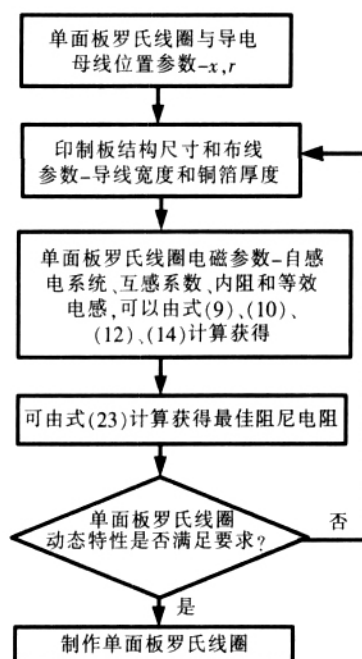 单面板罗氏线圈与导电
母线位置参数-x,r
印制板结构尺寸和布线
参数-导线宽度和铜箔厚度
单面板罗氏线圈电磁参数-自感
电系统、互感系数、内阻和等效
电感,可以由式(9)、(10)、
(12)、(14)计算获得
可由式(23)计算获得最佳阻尼电阻
单面板罗氏线圈
动态特性是否满足要求?
否
是
制作单面板罗氏线圈